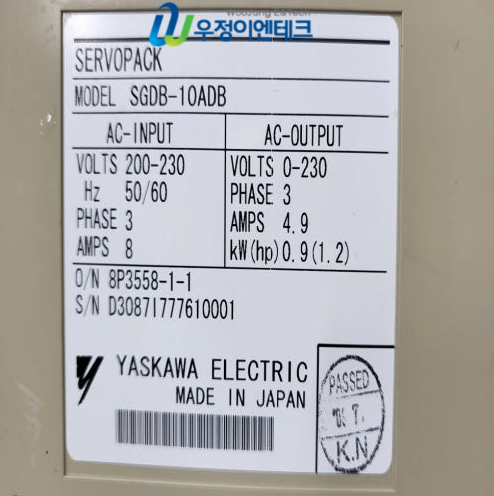 우정이엔테크
SERVOPACK
MODEL SGDB-10ADB
AC-INPUT
VOLTS 200-230
Hz 50/60
PHASE 3
AMPS 8
AC-OUTPUT
VOLTS 0-230
PHASE 3
AMPS 4.9
kW(hp) 0.9(1.2)
O/N 8P3558-1-1
S/N D3087I777610001
YASKAWA ELECTRIC
MADE IN JAPAN
PASSED
K.N